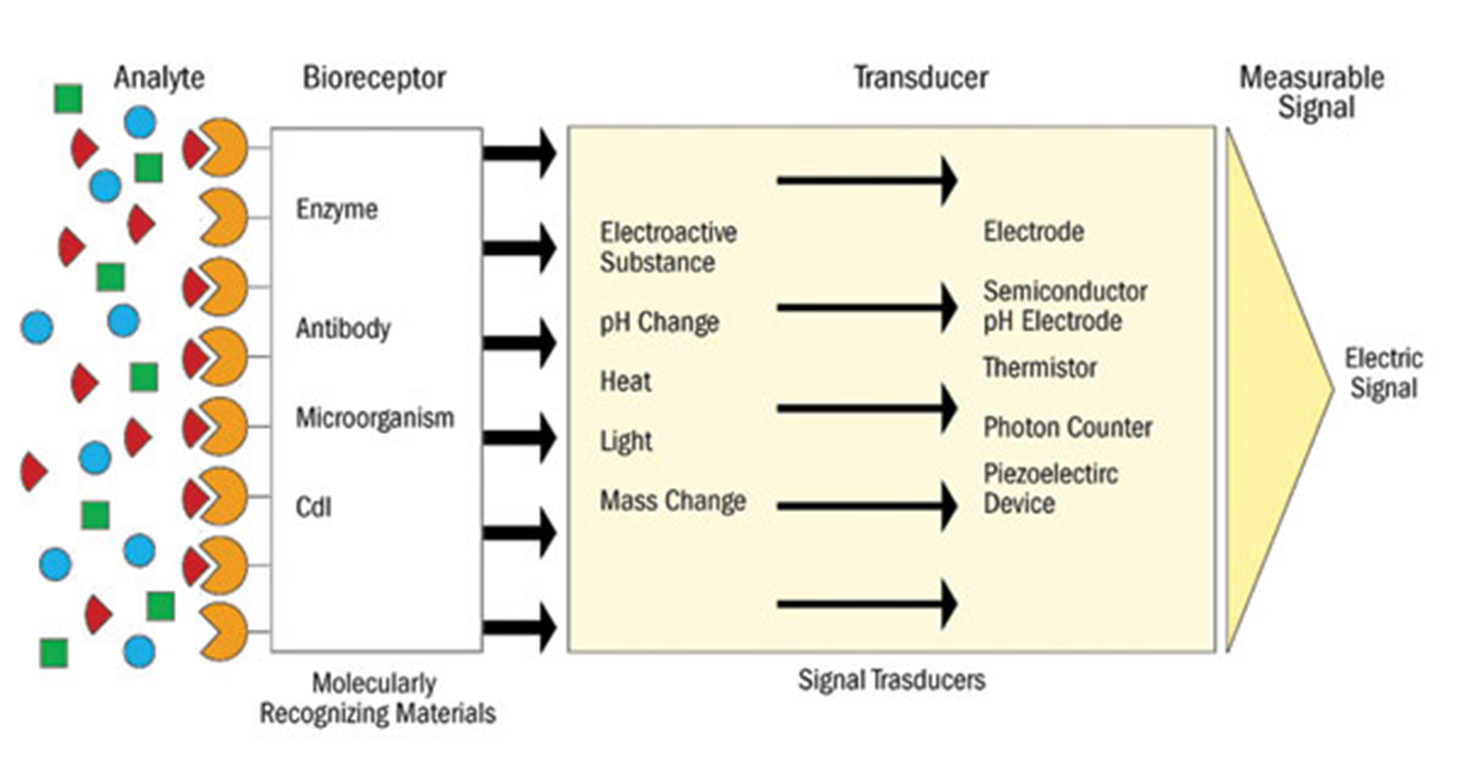 Analyte
Bioreceptor
Transducer
Measurable
Signal
Enzyme
Antibody
Microorganism
Cdl
Electroactive
Substance
pH Change
Heat
Light
Mass Change
Electrode
Semiconductor
pH Electrode
Thermistor
Photon Counter
Piezoelectirc
Device
Electric
Signal
Molecularly
Recognizing Materials
Signal Trasducers